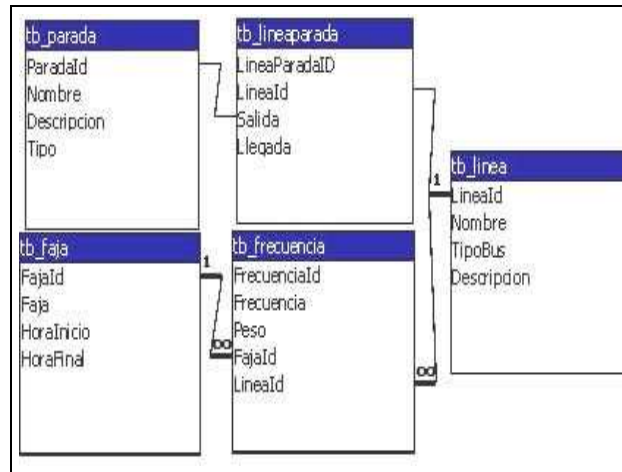 tb_parada
ParadaId
Nombre
Descripcion
Tipo
tb_lineaparada
LineaParadaID
LineaId
Salida
Llegada
tb_linea
LineaId
Nombre
TipoBus
Descripcion
1
tb_faja
FajaId
Faja
HoraInicio
HoraFinal
1
∞
tb_frecuencia
FrecuenciaId
Frecuencia
Peso
FajaId
LineaId
∞